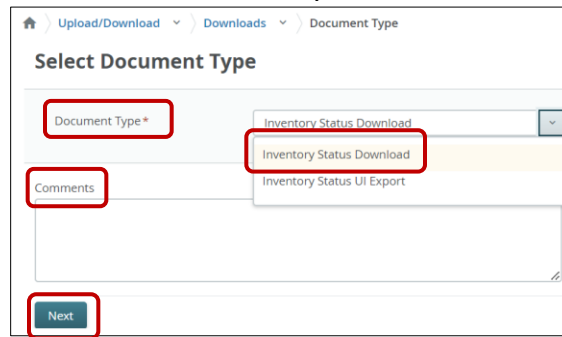 Upload/Download Downloads Document Type
Select Document Type
Document Type* Inventory Status Download
Inventory Status Download
Inventory Status UI Export
Comments
Next